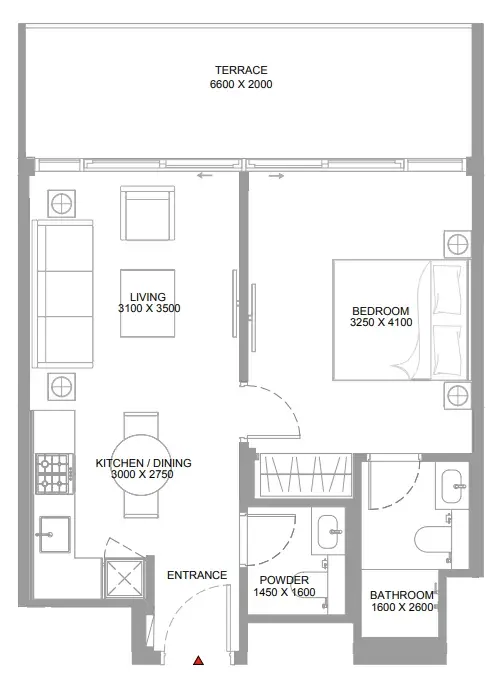 TERRACE
6600 X 2000
LIVING
3100 X 3500
BEDROOM
3250 X 4100
KITCHEN / DINING
3000 X 2750
ENTRANCE
POWDER
1450 X 1600
BATHROOM
1600 X 2600